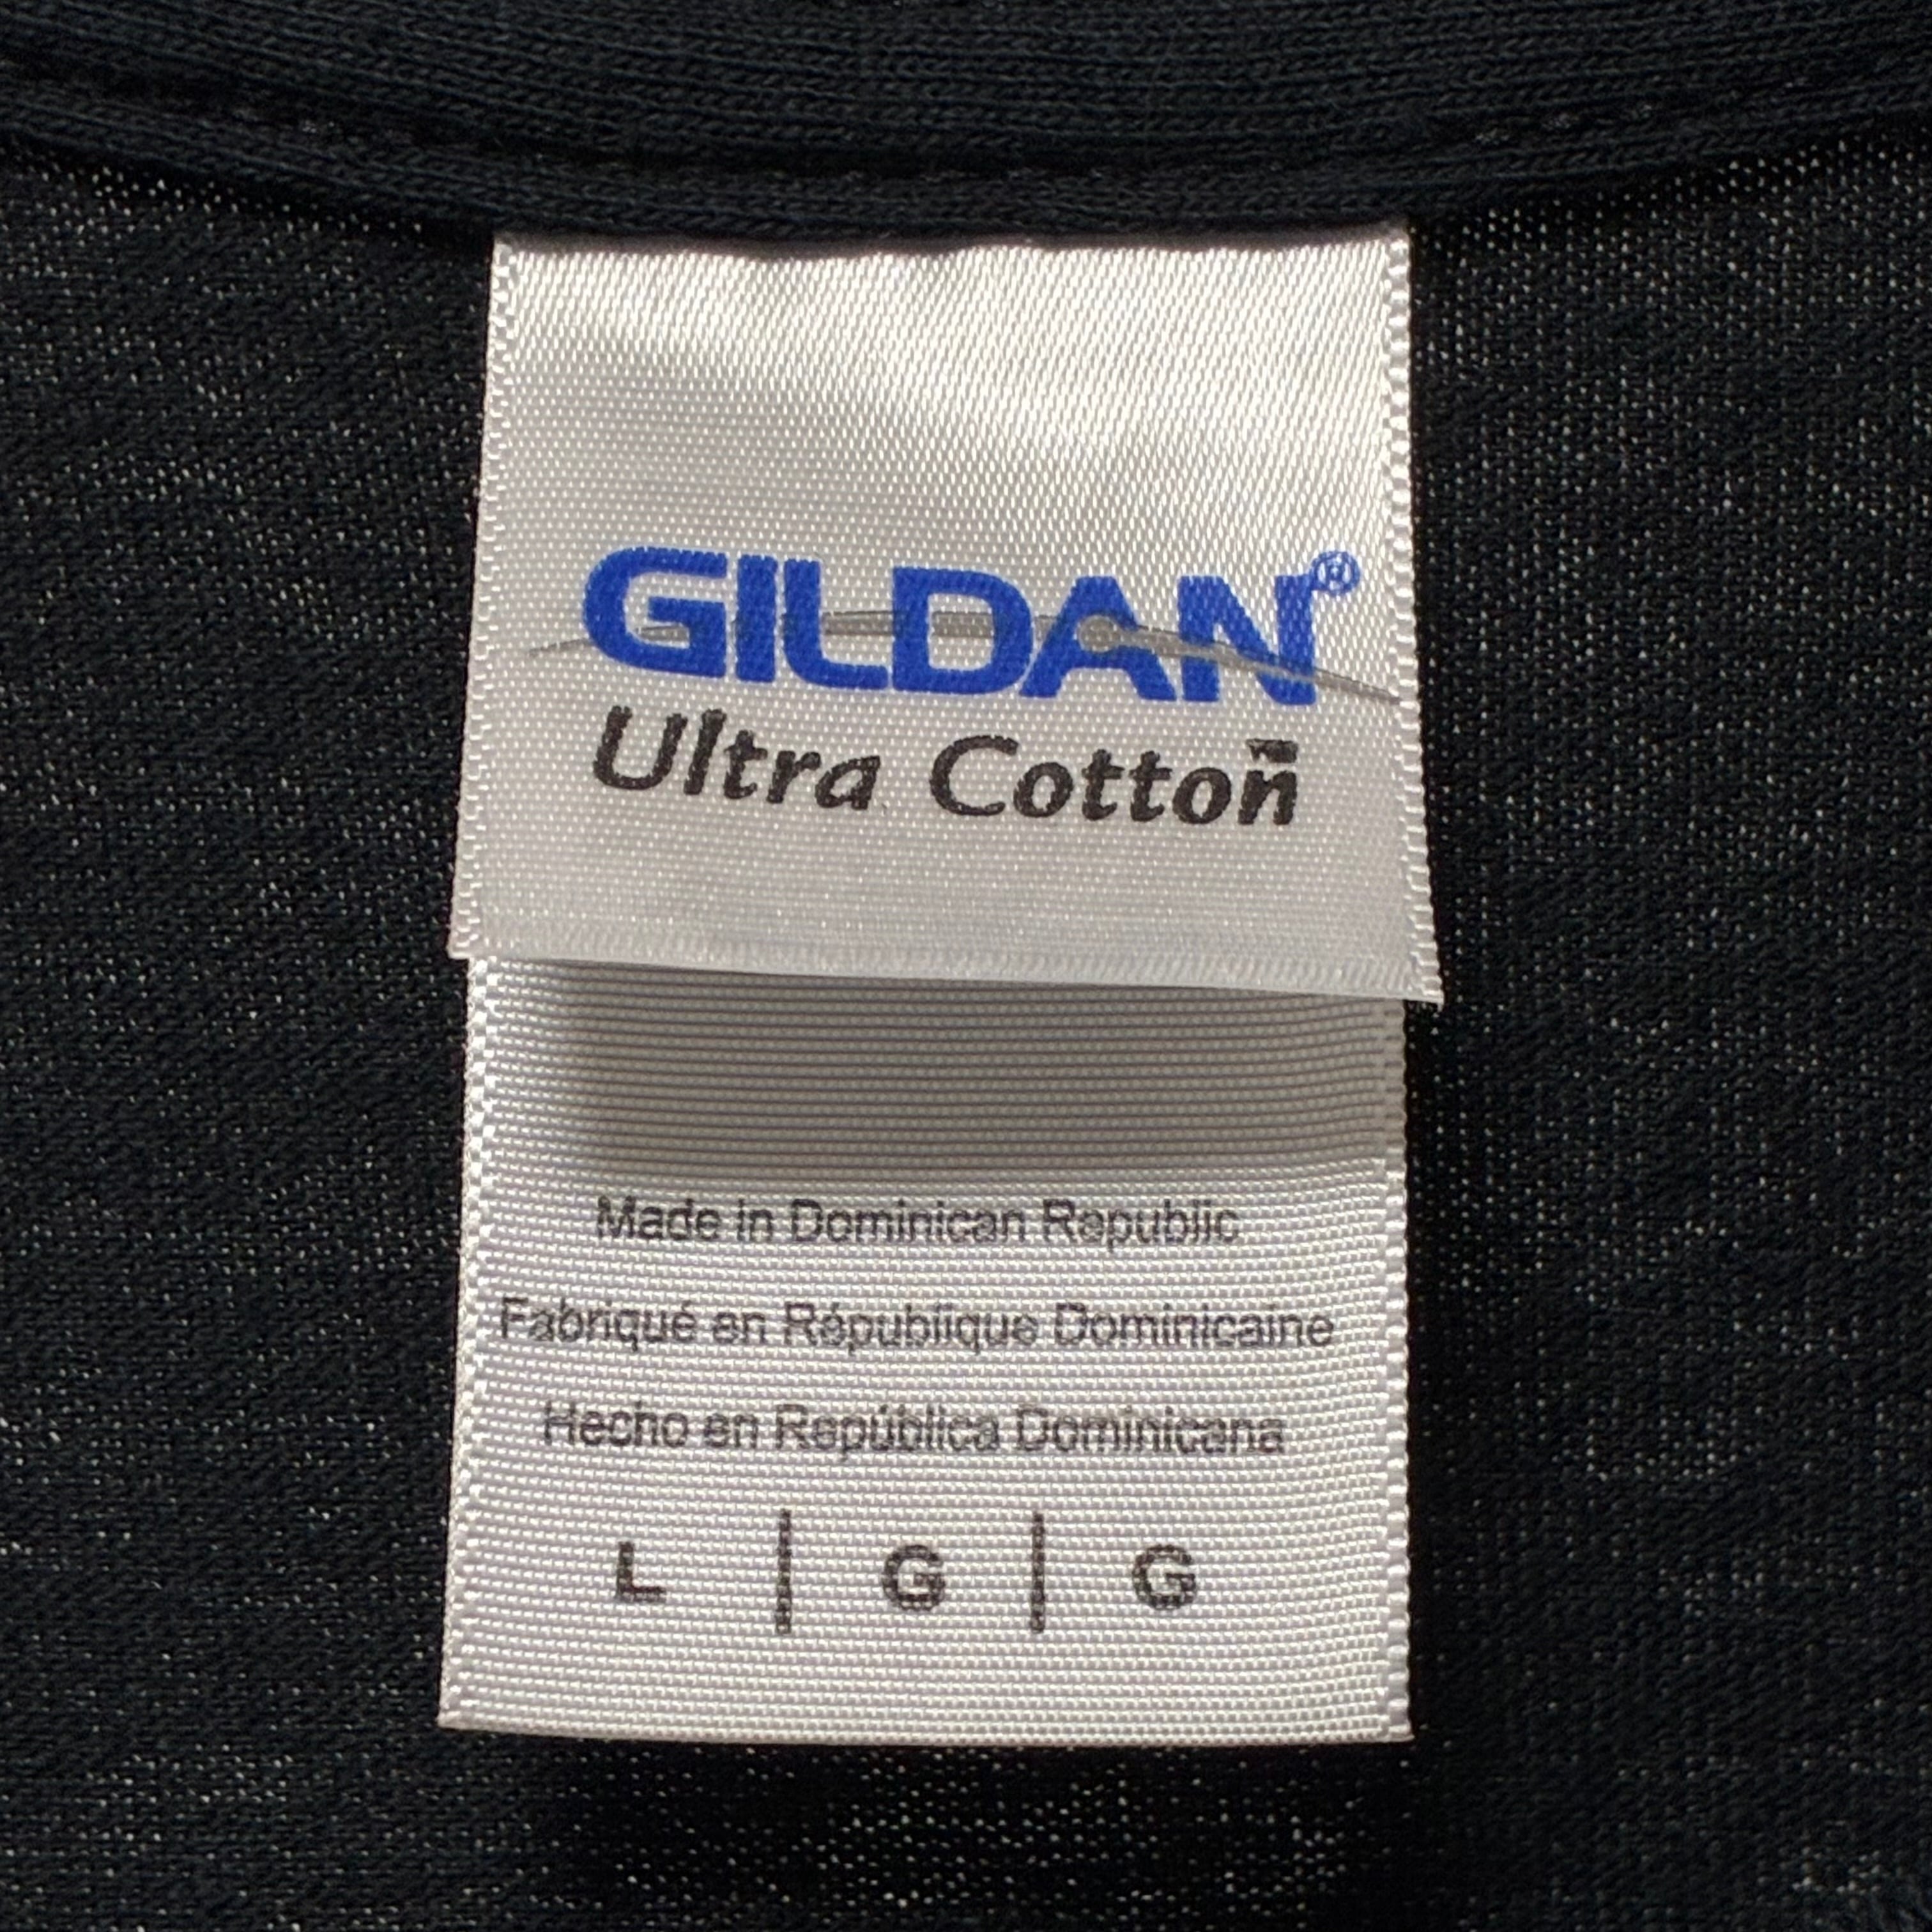 GILDAN®
Ultra Cotton™
Made in Dominican Republic
Fabriqué en République Dominicaine
Hecho en República Dominicana
L | G | G